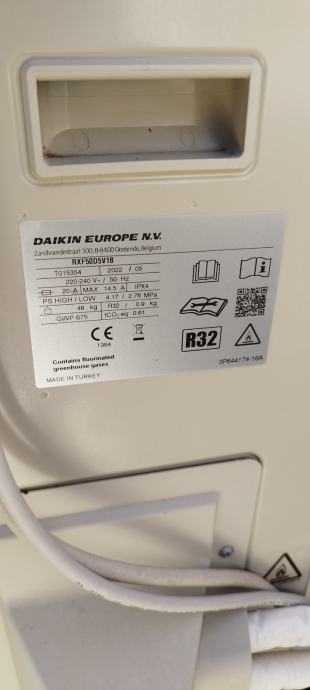 DAIKIN EUROPE N.V.
Zandvoordestraat 300, B-8400 Oostende, Belgium
RXF50D5V1B
T015354 2022 / 05
220-240 V~ / 50 Hz
20 A MAX 14.5 A IPX4
PS HIGH / LOW 4.17 / 2.76 MPa
46 kg R32 / 0.9 kg
GWP 675 tCO2 eq 0.61
CE
1984
R32
Contains fluorinated
greenhouse gases
3P644174-16A
MADE IN TURKEY